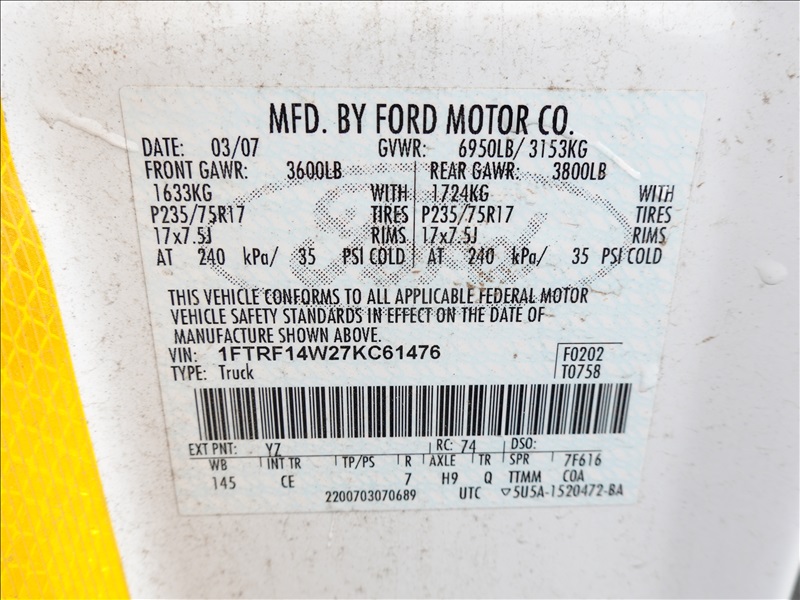 MFD. BY FORD MOTOR CO.
DATE: 03/07 GVWR: 6950LB/ 3153KG
FRONT GAWR: 3600LB REAR GAWR: 3800LB
1633KG WITH 1724KG WITH
P235/75R17 TIRES P235/75R17 TIRES
17x7.5J RIMS 17x7.5J RIMS
AT 240 kPa/ 35 PSI COLD AT 240 kPa/ 35 PSI COLD
THIS VEHICLE CONFORMS TO ALL APPLICABLE FEDERAL MOTOR
VEHICLE SAFETY STANDARDS IN EFFECT ON THE DATE OF
MANUFACTURE SHOWN ABOVE.
VIN: 1FTRF14W27KC61476 F0202
TYPE: Truck T0758
EXT PNT: YZ RC: 74 DSO:
WB INT TR TP/PS R AXLE TR SPR 7F616
145 CE 7 H9 Q TTMM COA
2200703070689 UTC ▽5U5A-1520472-BA
Ford